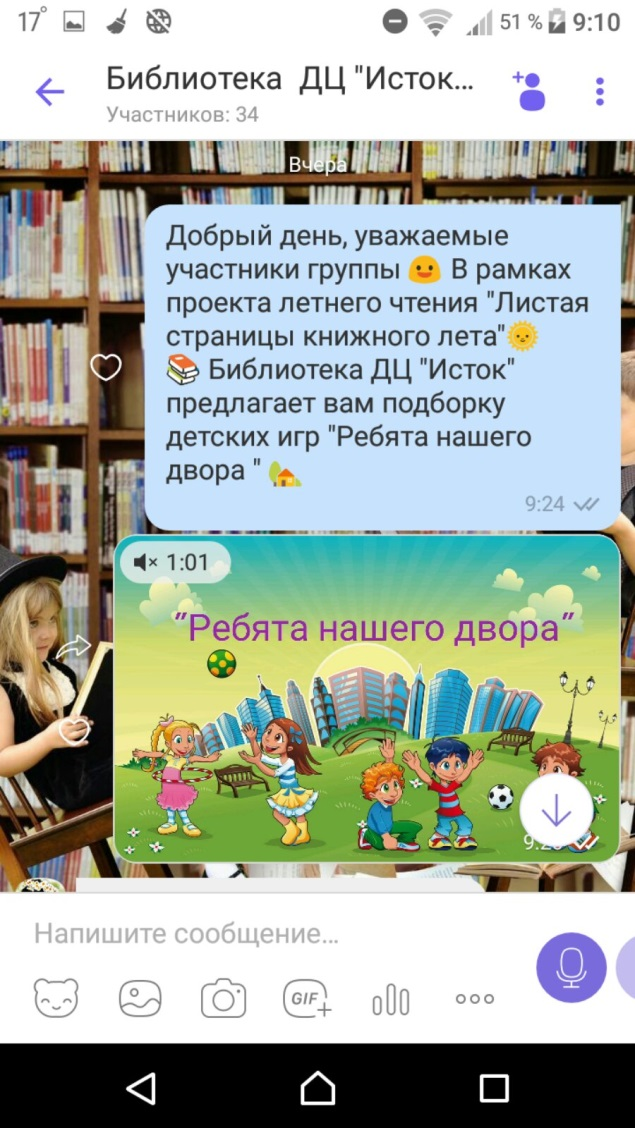 17°
51 %
9:10
Библиотека ДЦ "Исток...
Участников: 34
Вчера
Добрый день, уважаемые
участники группы 😃 В рамках
проекта летнего чтения "Листая
страницы книжного лета"🌞
📚 Библиотека ДЦ "Исток"
предлагает вам подборку
детских игр "Ребята нашего
двора " 🏡
9:24
1:01
"Ребята нашего двора"
Напишите сообщение...
GIF